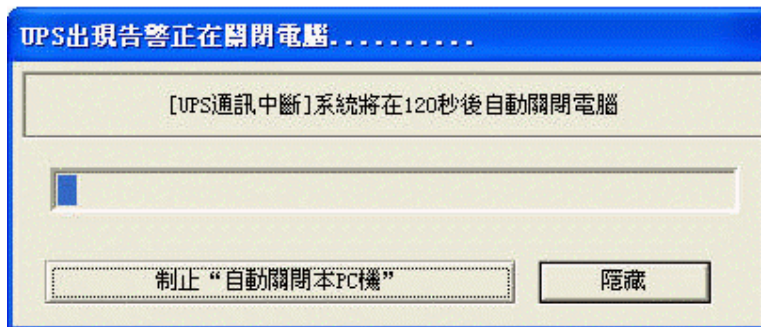 UPS出現告警正在關閉電腦..........
[UPS通訊中斷]系統將在120秒後自動關閉電腦
制止“自動關閉本PC機”
隱藏